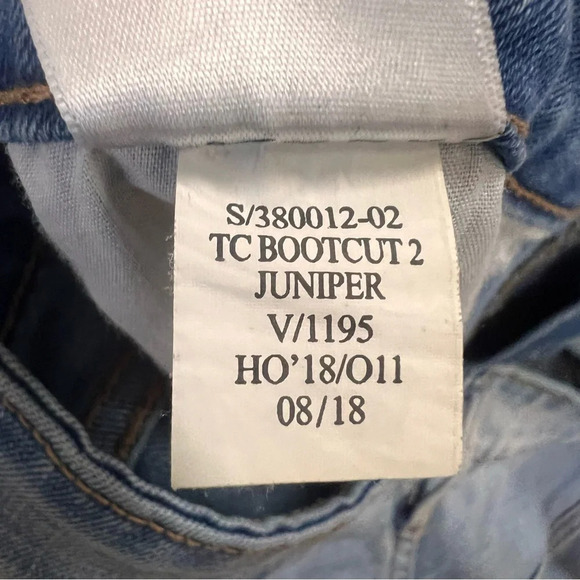 S/380012-02
TC BOOTCUT 2
JUNIPER
V/1195
HO'18/O11
08/18